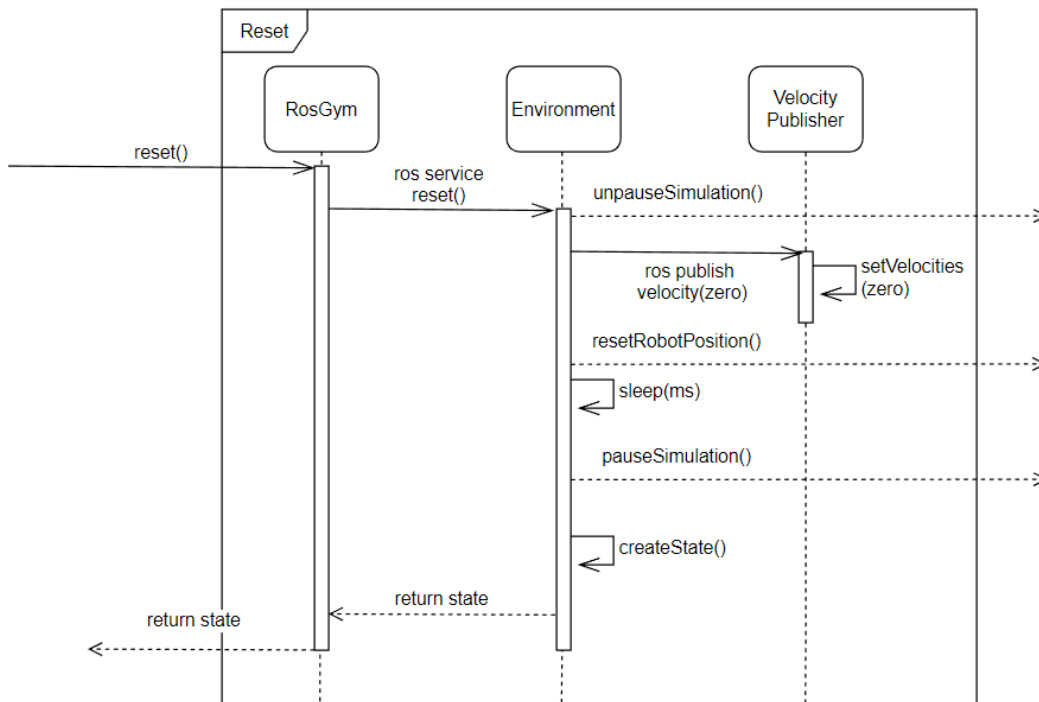 Reset
RosGym
Environment
Velocity
Publisher
reset()
ros service
reset()
unpauseSimulation()
ros publish
velocity(zero)
setVelocities
(zero)
resetRobotPosition()
sleep(ms)
pauseSimulation()
createState()
return state
return state